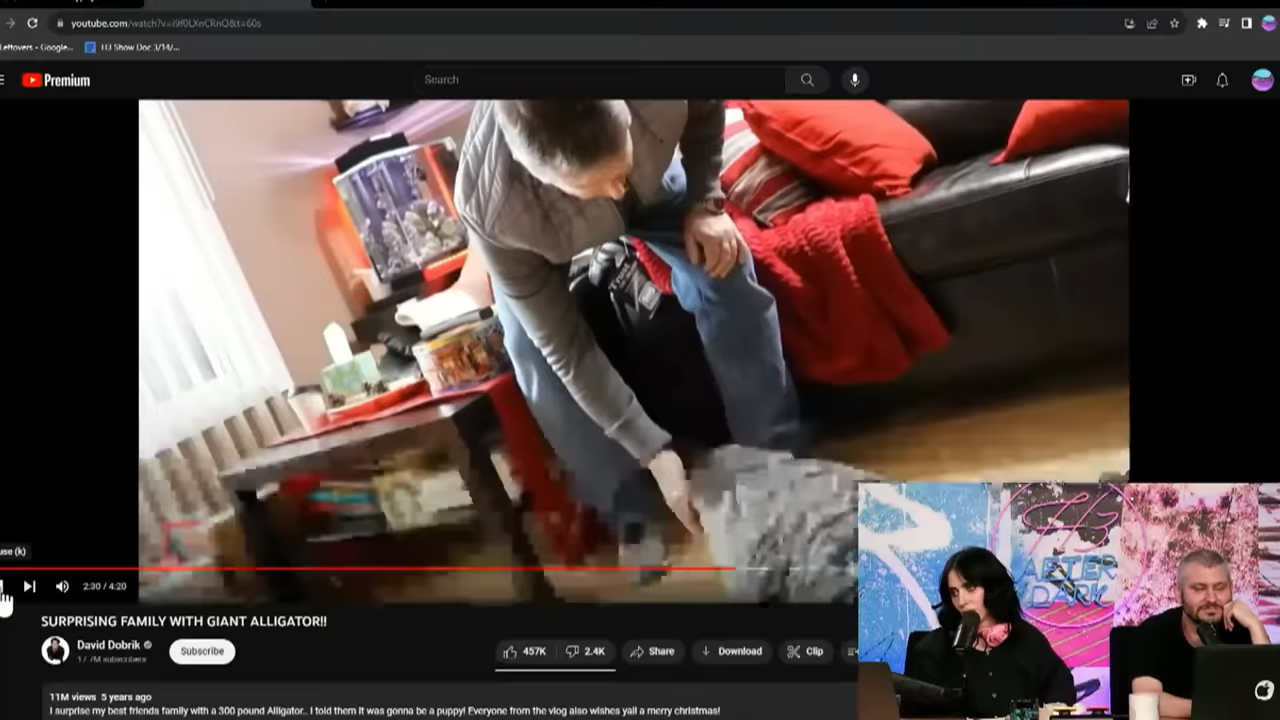 youtube.com/watch?v=i9f0LXnCRnQ&t=60s
Leftovers - Google...
Show Doc 3/14/...
Premium
Search
use (k)
2:30 / 4:20
SURPRISING FAMILY WITH GIANT ALLIGATOR!!
David Dobrik
subscribers
Subscribe
457K
2.4K
Share
Download
Clip
11M views 5 years ago
I surprise my best friends family with a 300 pound Alligator.. I told them it was gonna be a puppy! Everyone from the vlog also wishes yall a merry christmas!
H3
AFTER
DARK